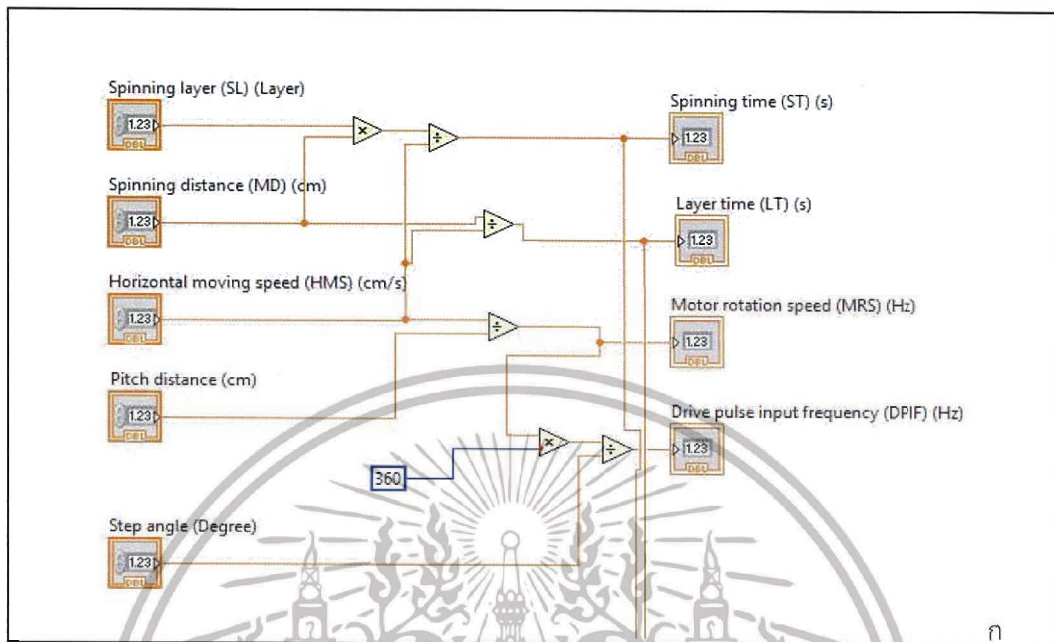 Spinning layer (SL) (Layer)
1.23
DBL
Spinning distance (MD) (cm)
1.23
DBL
Horizontal moving speed (HMS) (cm/s)
1.23
DBL
Pitch distance (cm)
1.23
DBL
360
Step angle (Degree)
1.23
DBL
×
÷
÷
÷
×
÷
Spinning time (ST) (s)
1.23
DBL
Layer time (LT) (s)
1.23
DBL
Motor rotation speed (MRS) (Hz)
1.23
DBL
Drive pulse input frequency (DPIF) (Hz)
1.23
DBL
ก